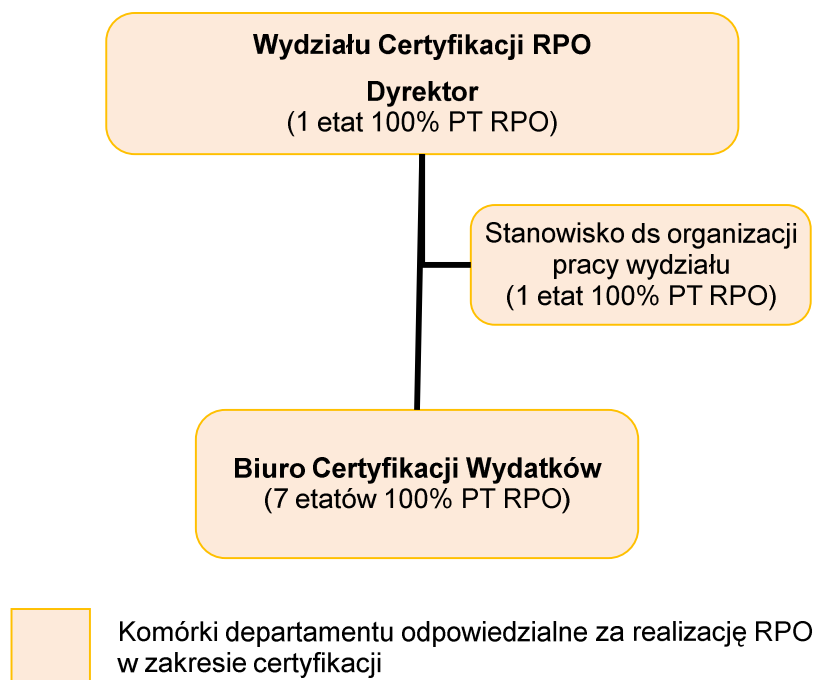 Wydziału Certyfikacji RPO
Dyrektor
(1 etat 100% PT RPO)
Stanowisko ds organizacji
pracy wydziału
(1 etat 100% PT RPO)
Biuro Certyfikacji Wydatków
(7 etatów 100% PT RPO)
Komórki departamentu odpowiedzialne za realizację RPO
w zakresie certyfikacji